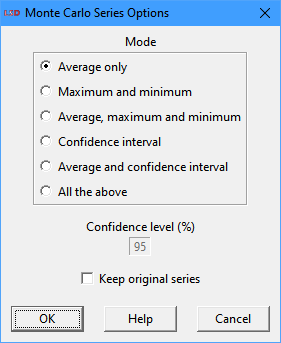 Monte Carlo Series Options
Mode
Average only
Maximum and minimum
Average, maximum and minimum
Confidence interval
Average and confidence interval
All the above
Confidence level (%)
95
Keep original series
OK Help Cancel